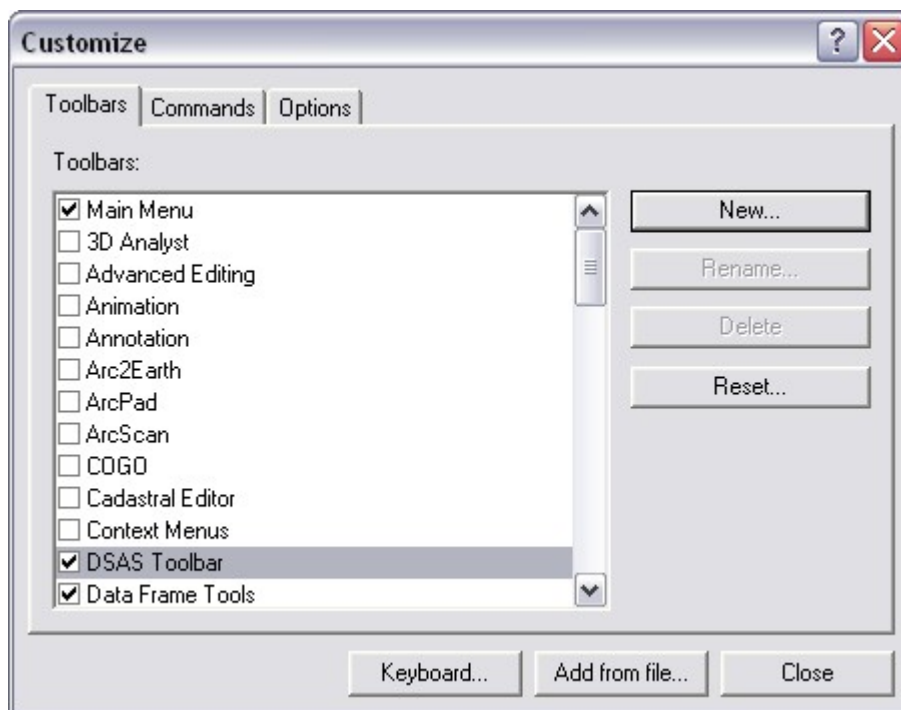 Customize
Toolbars Commands Options
Toolbars:
Main Menu
3D Analyst
Advanced Editing
Animation
Annotation
Arc2Earth
ArcPad
ArcScan
COGO
Cadastral Editor
Context Menus
DSAS Toolbar
Data Frame Tools
New...
Rename...
Delete
Reset...
Keyboard... Add from file... Close